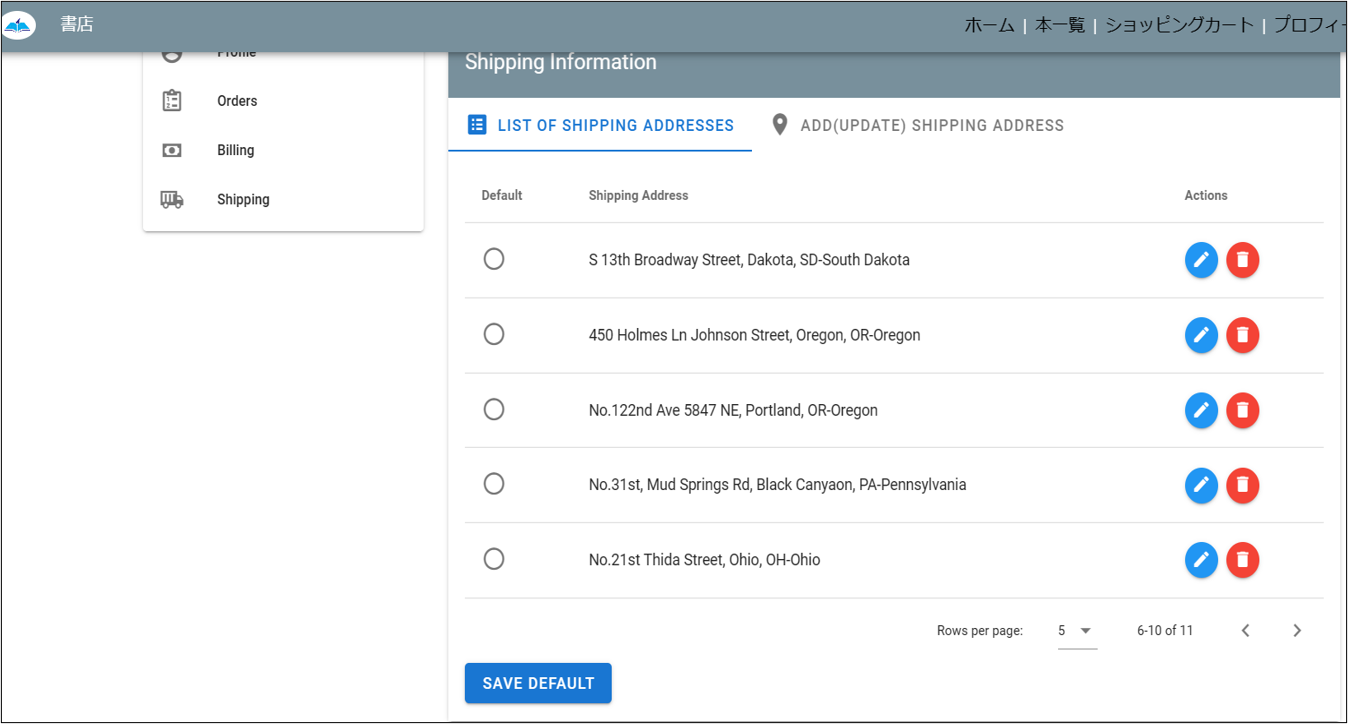 書店
ホーム | 本一覧 | ショッピングカート | プロフィー
Profile
Orders
Billing
Shipping
Shipping Information
LIST OF SHIPPING ADDRESSES
ADD(UPDATE) SHIPPING ADDRESS
Default Shipping Address Actions
S 13th Broadway Street, Dakota, SD-South Dakota
450 Holmes Ln Johnson Street, Oregon, OR-Oregon
No.122nd Ave 5847 NE, Portland, OR-Oregon
No.31st, Mud Springs Rd, Black Canyaon, PA-Pennsylvania
No.21st Thida Street, Ohio, OH-Ohio
Rows per page: 5 6-10 of 11
SAVE DEFAULT